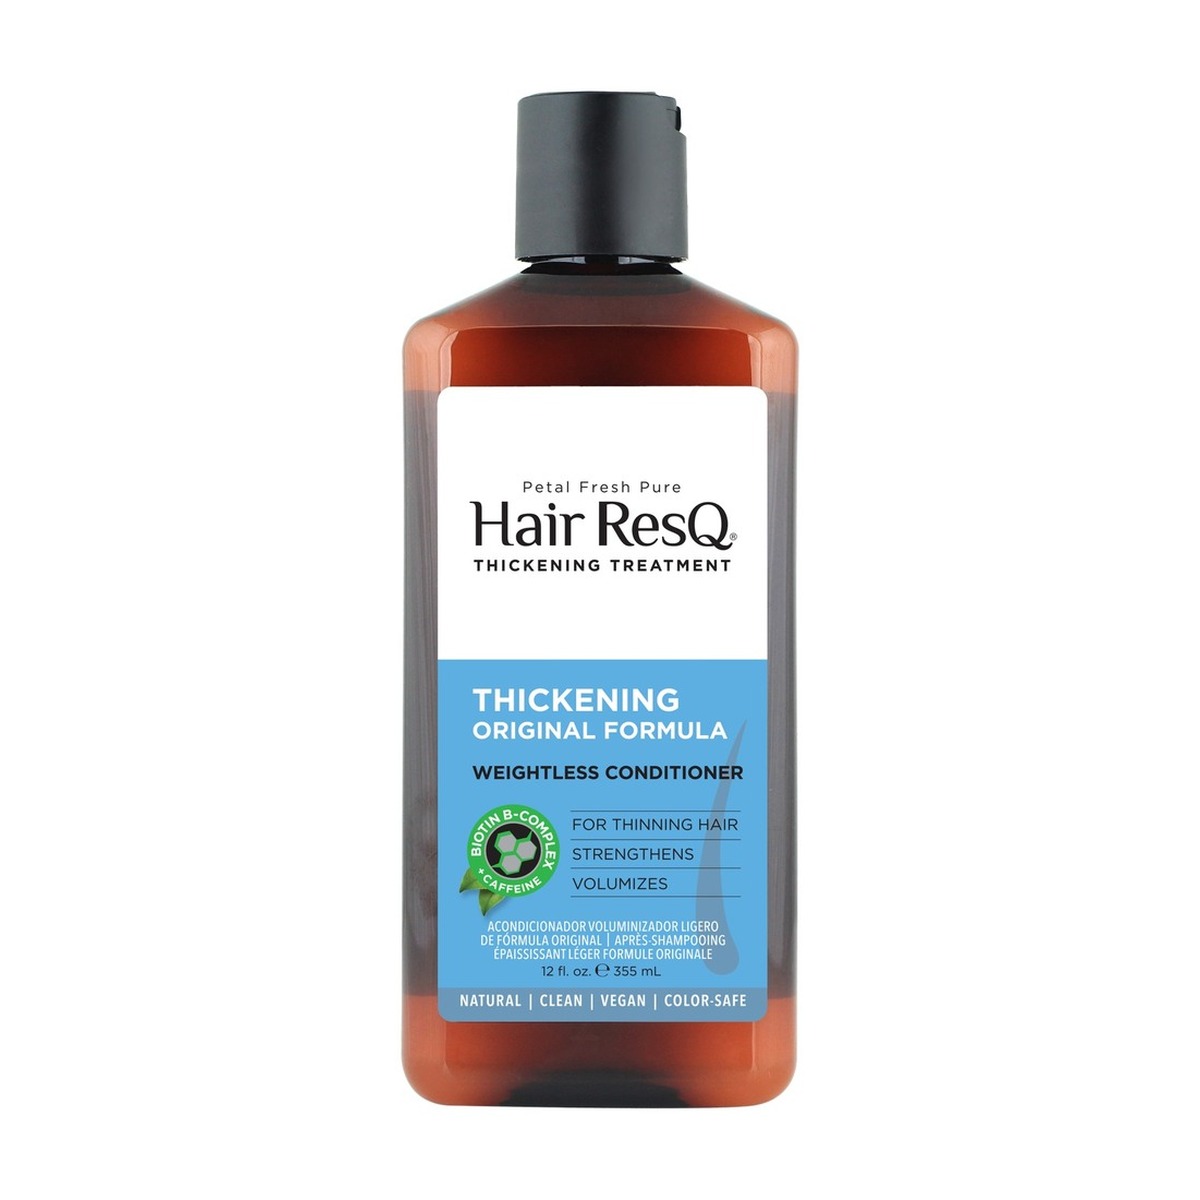 Petal Fresh Pure
Hair ResQ®
THICKENING TREATMENT
THICKENING
ORIGINAL FORMULA
WEIGHTLESS CONDITIONER
BIOTIN B-COMPLEX
+ CAFFEINE
FOR THINNING HAIR
STRENGTHENS
VOLUMIZES
ACONDICIONADOR VOLUMINIZADOR LIGERO
DE FÓRMULA ORIGINAL | APRÈS-SHAMPOOING
ÉPAISSISSANT LÉGER FORMULE ORIGINALE
12 fl. oz. ℮ 355 mL
NATURAL | CLEAN | VEGAN | COLOR-SAFE